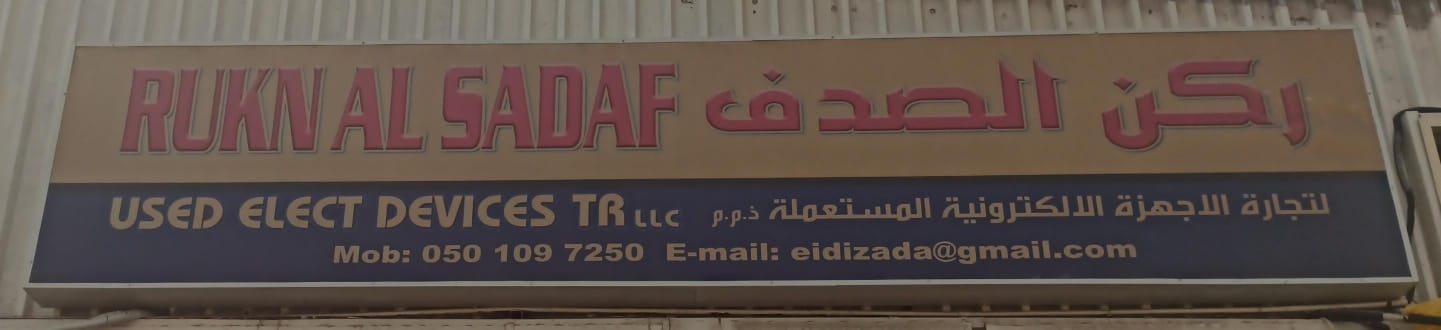 RUKN AL SADAF ركن الصدف
USED ELECT DEVICES TR LLC لتجارة الاجهزة الالكترونية المستعملة ذ.م.م
Mob: 050 109 7250 E-mail: eidizada@gmail.com